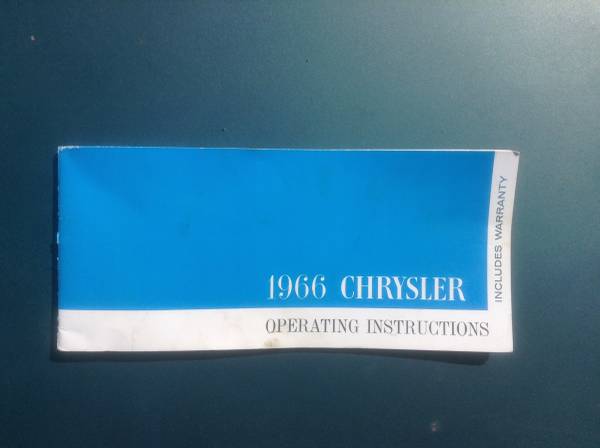 1966 CHRYSLER
OPERATING INSTRUCTIONS
INCLUDES WARRANTY